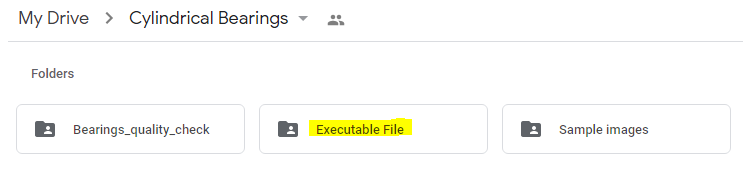 My Drive > Cylindrical Bearings
Folders
Bearings_quality_check Executable File Sample images